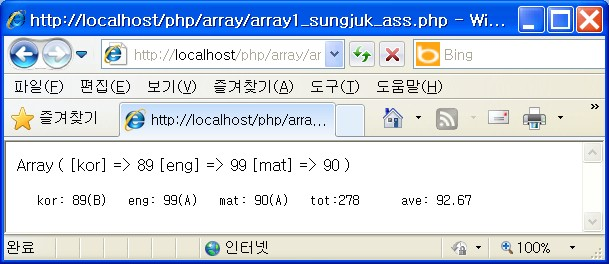 http://localhost/php/array/array1_sungjuk_ass.php - Wi...
http://localhost/php/array/ar
Bing
파일(F) 편집(E) 보기(V) 즐겨찾기(A) 도구(T) 도움말(H)
즐겨찾기 http://localhost/php/arra...
Array ( [kor] => 89 [eng] => 99 [mat] => 90 )
kor: 89(B) eng: 99(A) mat: 90(A) tot:278 ave: 92.67
완료 인터넷 100%